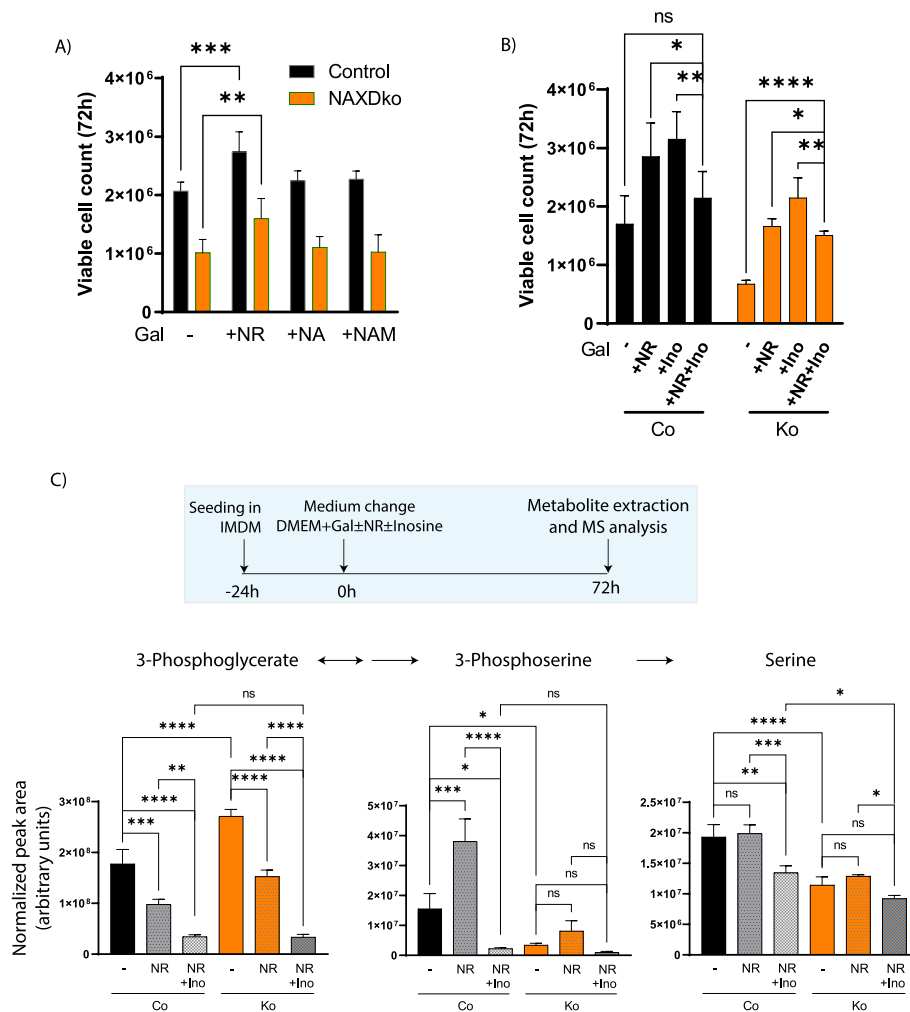 A)
Viable cell count (72h)
4×10⁶
3×10⁶
2×10⁶
1×10⁶
0
***
**
Control
NAXDko
Gal - +NR +NA +NAM
B)
Viable cell count (72h)
4×10⁶
3×10⁶
2×10⁶
1×10⁶
0
ns
*
**
****
*
**
Gal - +NR +Ino +NR+Ino - +NR +Ino +NR+Ino
Co Ko
C)
Seeding in
IMDM
Medium change
DMEM+Gal±NR±Inosine
Metabolite extraction
and MS analysis
-24h 0h 72h
3-Phosphoglycerate 3-Phosphoserine Serine
Normalized peak area
(arbitrary units)
3×10⁸
2×10⁸
1×10⁸
0
ns
****
****
**
****
****
***
****
- NR NR +Ino - NR NR +Ino
Co Ko
5×10⁷
4×10⁷
3×10⁷
2×10⁷
1×10⁷
0
ns
*
****
*
***
ns
ns
ns
- NR NR +Ino - NR NR +Ino
Co Ko
2.5×10⁷
2.0×10⁷
1.5×10⁷
1.0×10⁷
5.0×10⁶
0
*
****
***
**
ns
*
ns
ns
- NR NR +Ino - NR NR +Ino
Co Ko